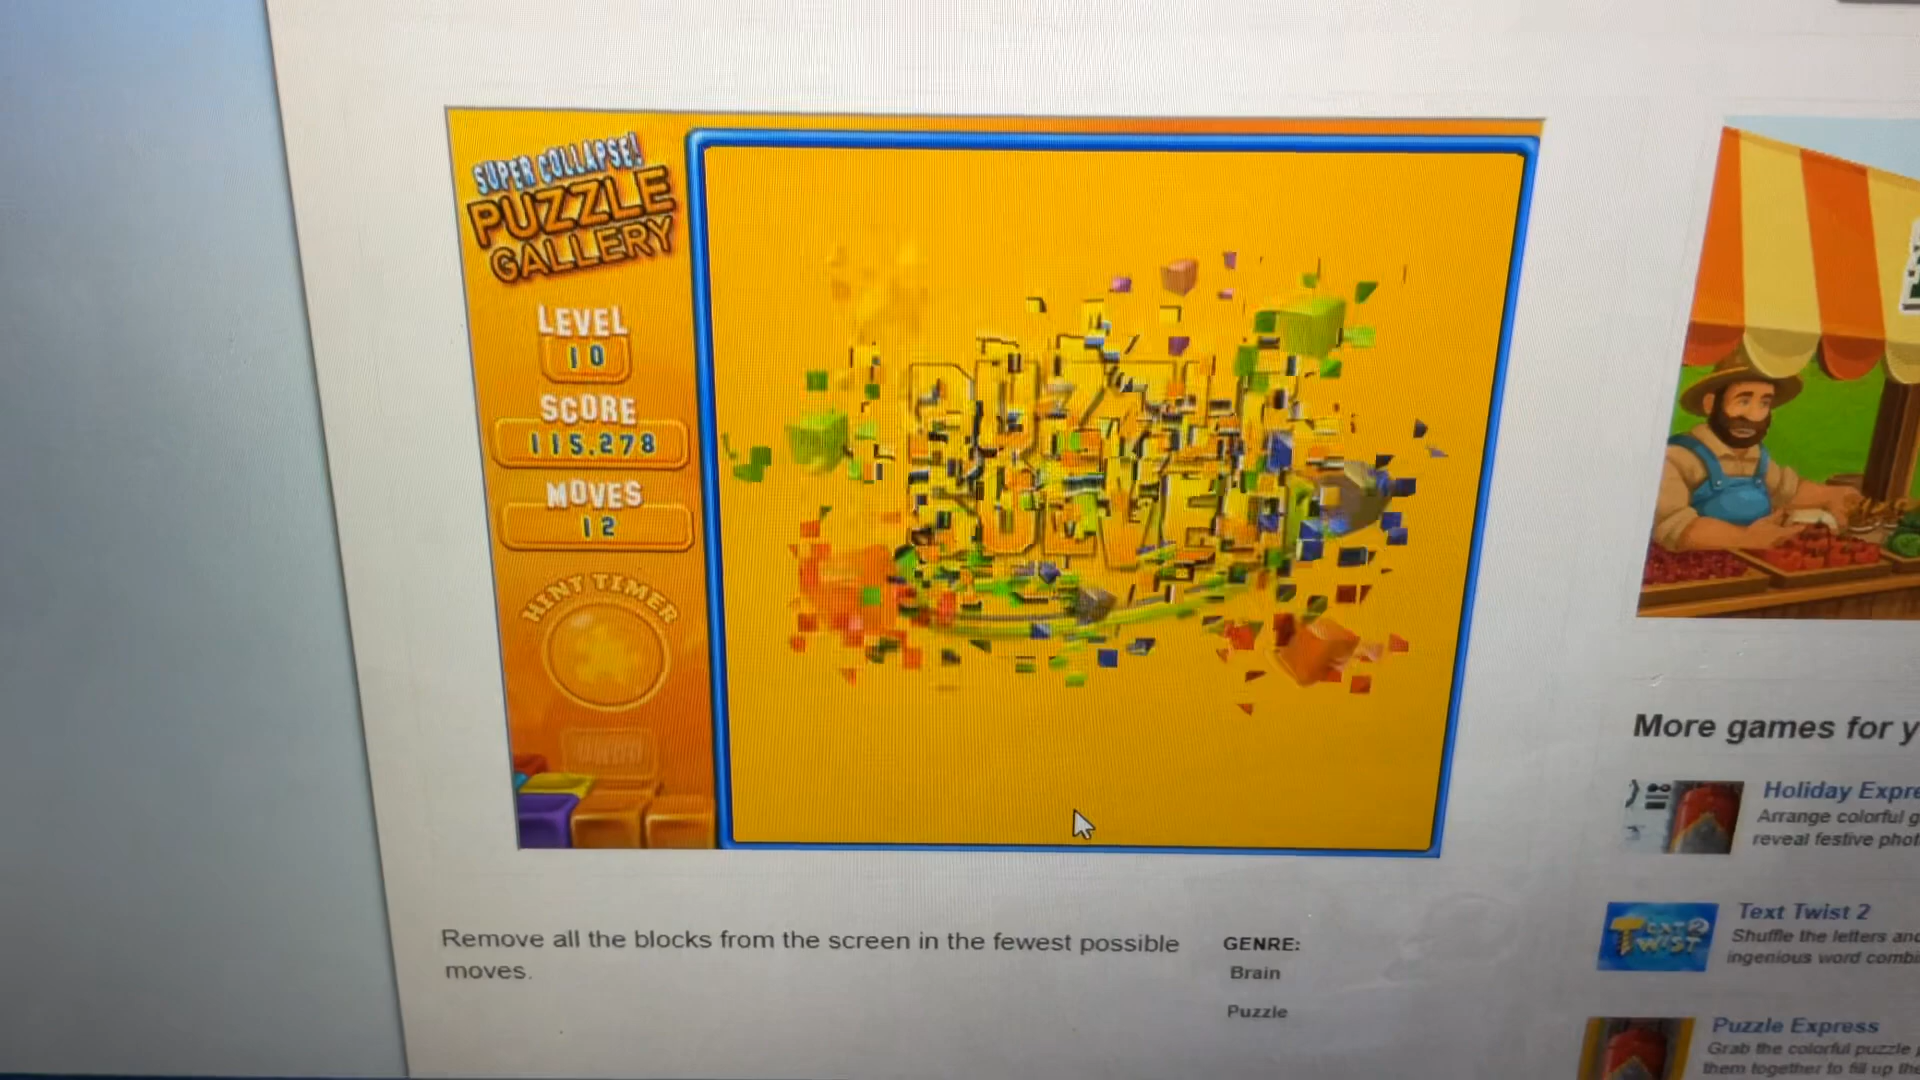 SUPER COLLAPSE!
PUZZLE
GALLERY
LEVEL
10
SCORE
115,278
MOVES
12
HINT TIMER
PUZZLE
SOLVED
Remove all the blocks from the screen in the fewest possible
moves.
GENRE:
Brain
Puzzle
More games for y
Holiday Expre
Arrange colorful g
reveal festive phot
Text Twist 2
Shuffle the letters and
ingenious word combi
Puzzle Express
Grab the colorful puzzle
them together to fill up the